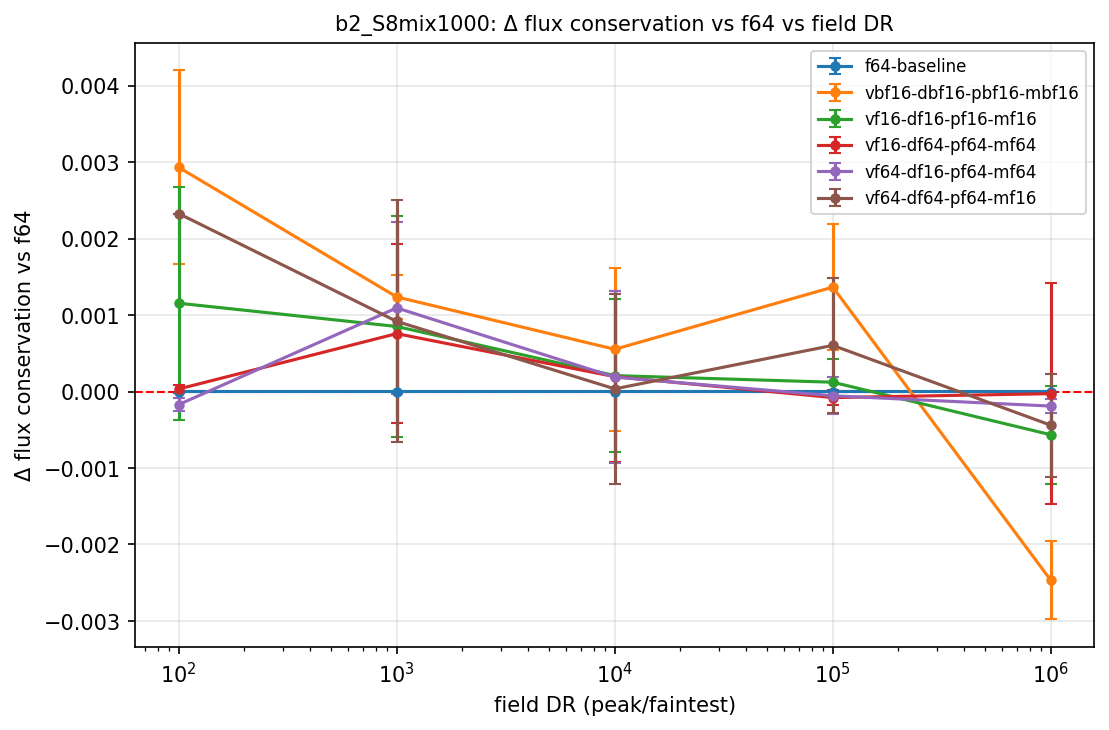 b2_S8mix1000: Δ flux conservation vs f64 vs field DR
Δ flux conservation vs f64
0.004
0.003
0.002
0.001
0.000
−0.001
−0.002
−0.003
f64-baseline
vbf16-dbf16-pbf16-mbf16
vf16-df16-pf16-mf16
vf16-df64-pf64-mf64
vf64-df16-pf64-mf64
vf64-df64-pf64-mf16
10² 10³ 10⁴ 10⁵ 10⁶
field DR (peak/faintest)